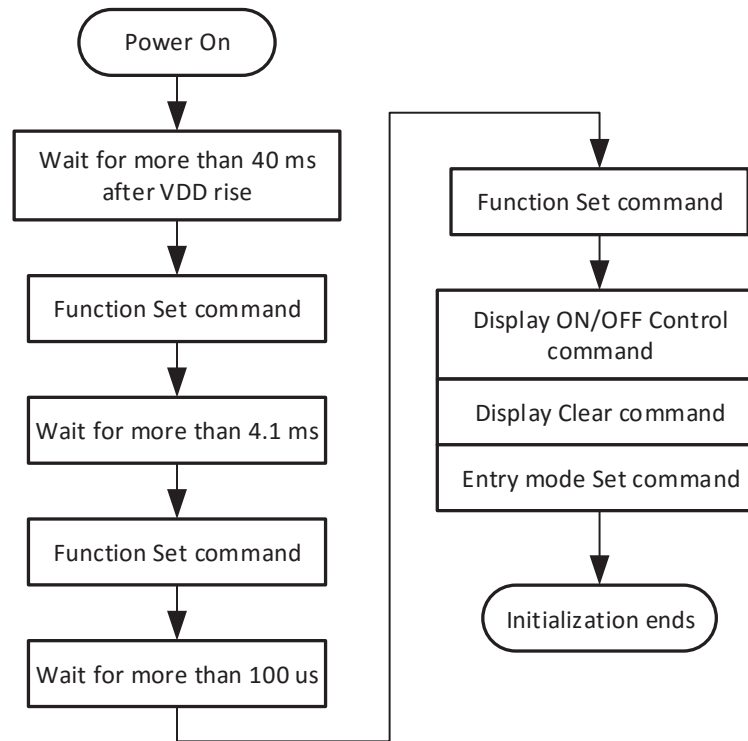 Power On
Wait for more than 40 ms
after VDD rise
Function Set command
Wait for more than 4.1 ms
Function Set command
Wait for more than 100 us
Function Set command
Display ON/OFF Control
command
Display Clear command
Entry mode Set command
Initialization ends